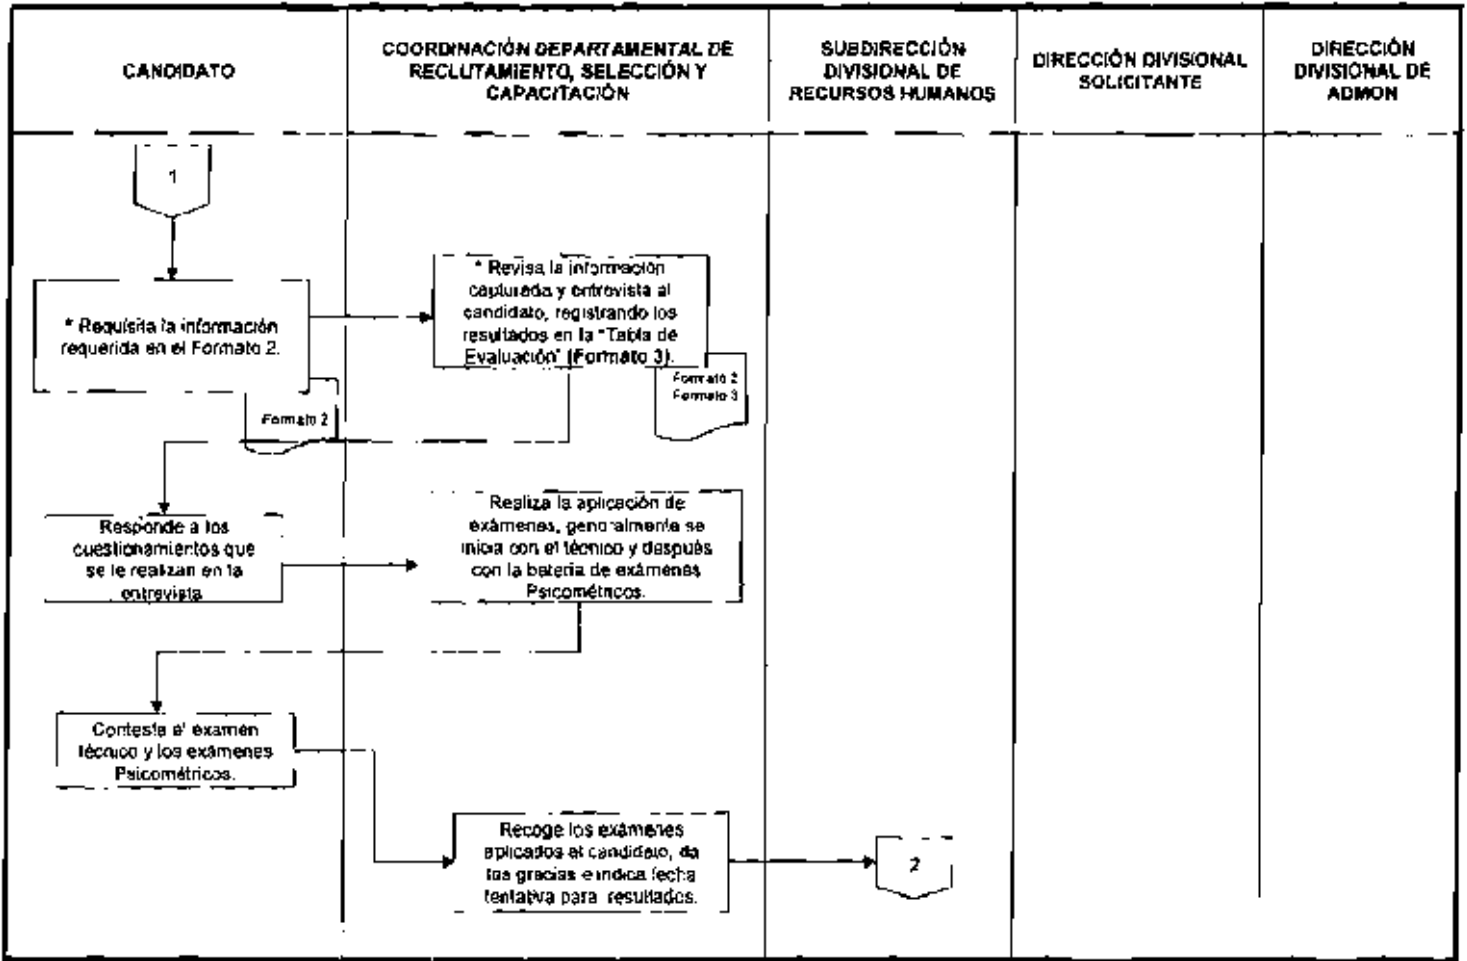 CANDIDATO
COORDINACIÓN DEPARTAMENTAL DE
RECLUTAMIENTO, SELECCIÓN Y
CAPACITACIÓN
SUBDIRECCIÓN
DIVISIONAL DE
RECURSOS HUMANOS
DIRECCIÓN DIVISIONAL
SOLICITANTE
DIRECCIÓN
DIVISIONAL DE
ADMON
1
* Requisita la información
requerida en el Formato 2.
Formato 2
* Revisa la información
capturada y entrevista al
candidato, registrando los
resultados en la "Tabla de
Evaluación" (Formato 3).
Formato 2
Formato 3
Responde a los
cuestionamientos que
se le realizan en la
entrevista
Realiza la aplicación de
exámenes, generalmente se
inicia con el técnico y después
con la batería de exámenes
Psicométricos.
Contesta el examen
técnico y los exámenes
Psicométricos.
Recoge los exámenes
aplicados al candidato, da
las gracias e indica fecha
tentativa para resultados.
2